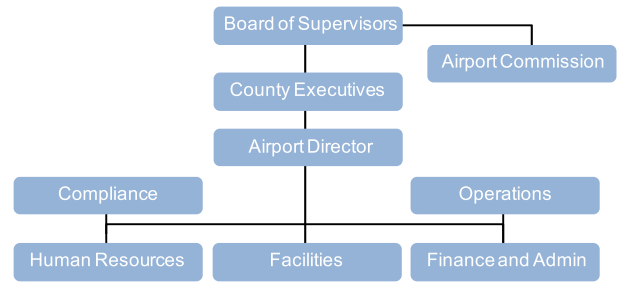 Board of Supervisors
Airport Commission
County Executives
Airport Director
Compliance
Operations
Human Resources
Facilities
Finance and Admin